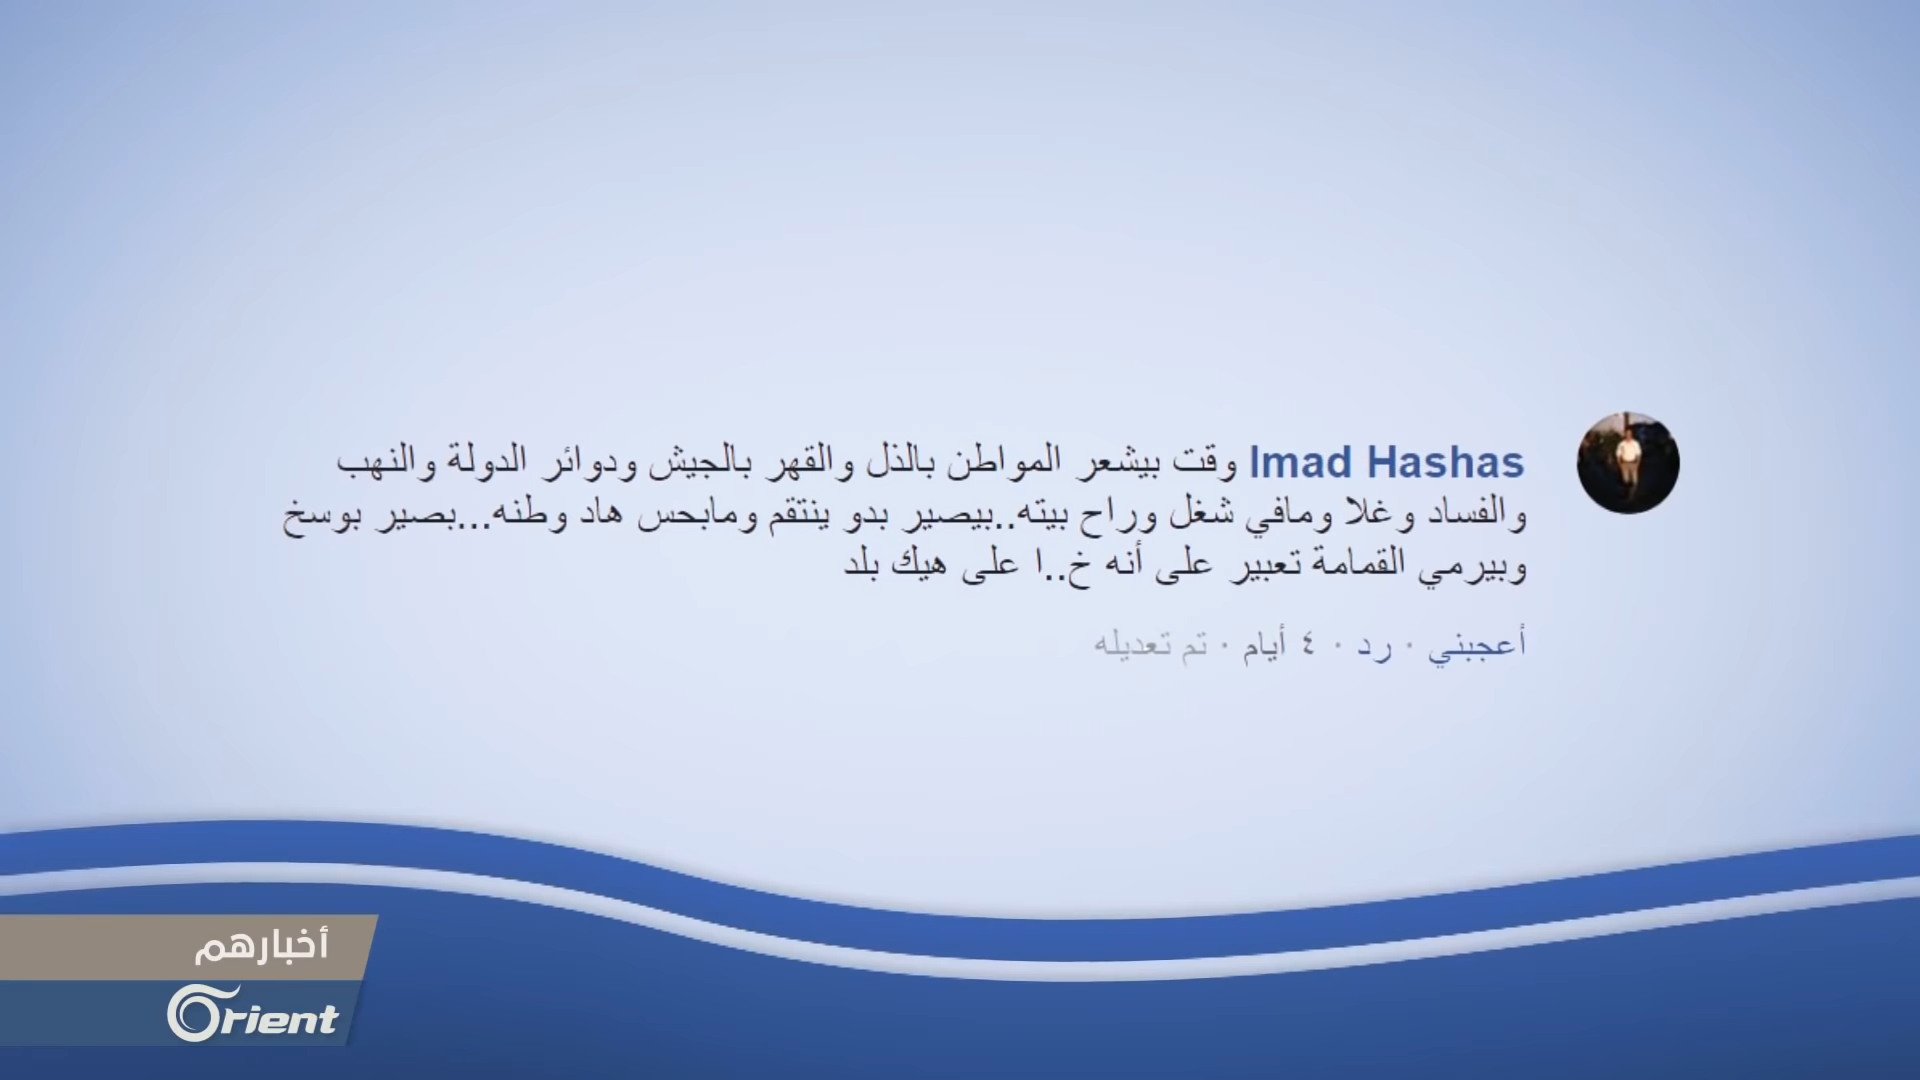 Imad Hashas وقت بيشعر المواطن بالذل والقهر بالجيش ودوائر الدولة والنهب
والفساد وغلا ومافي شغل وراح بيته..بيصير بدو ينتقم ومابحس هاد وطنه...بصير بوسخ
وبيرمي القمامة تعبير على أنه خ..ا على هيك بلد
أعجبني · رد · ٤ أيام · تم تعديله
أخبارهم
Orient